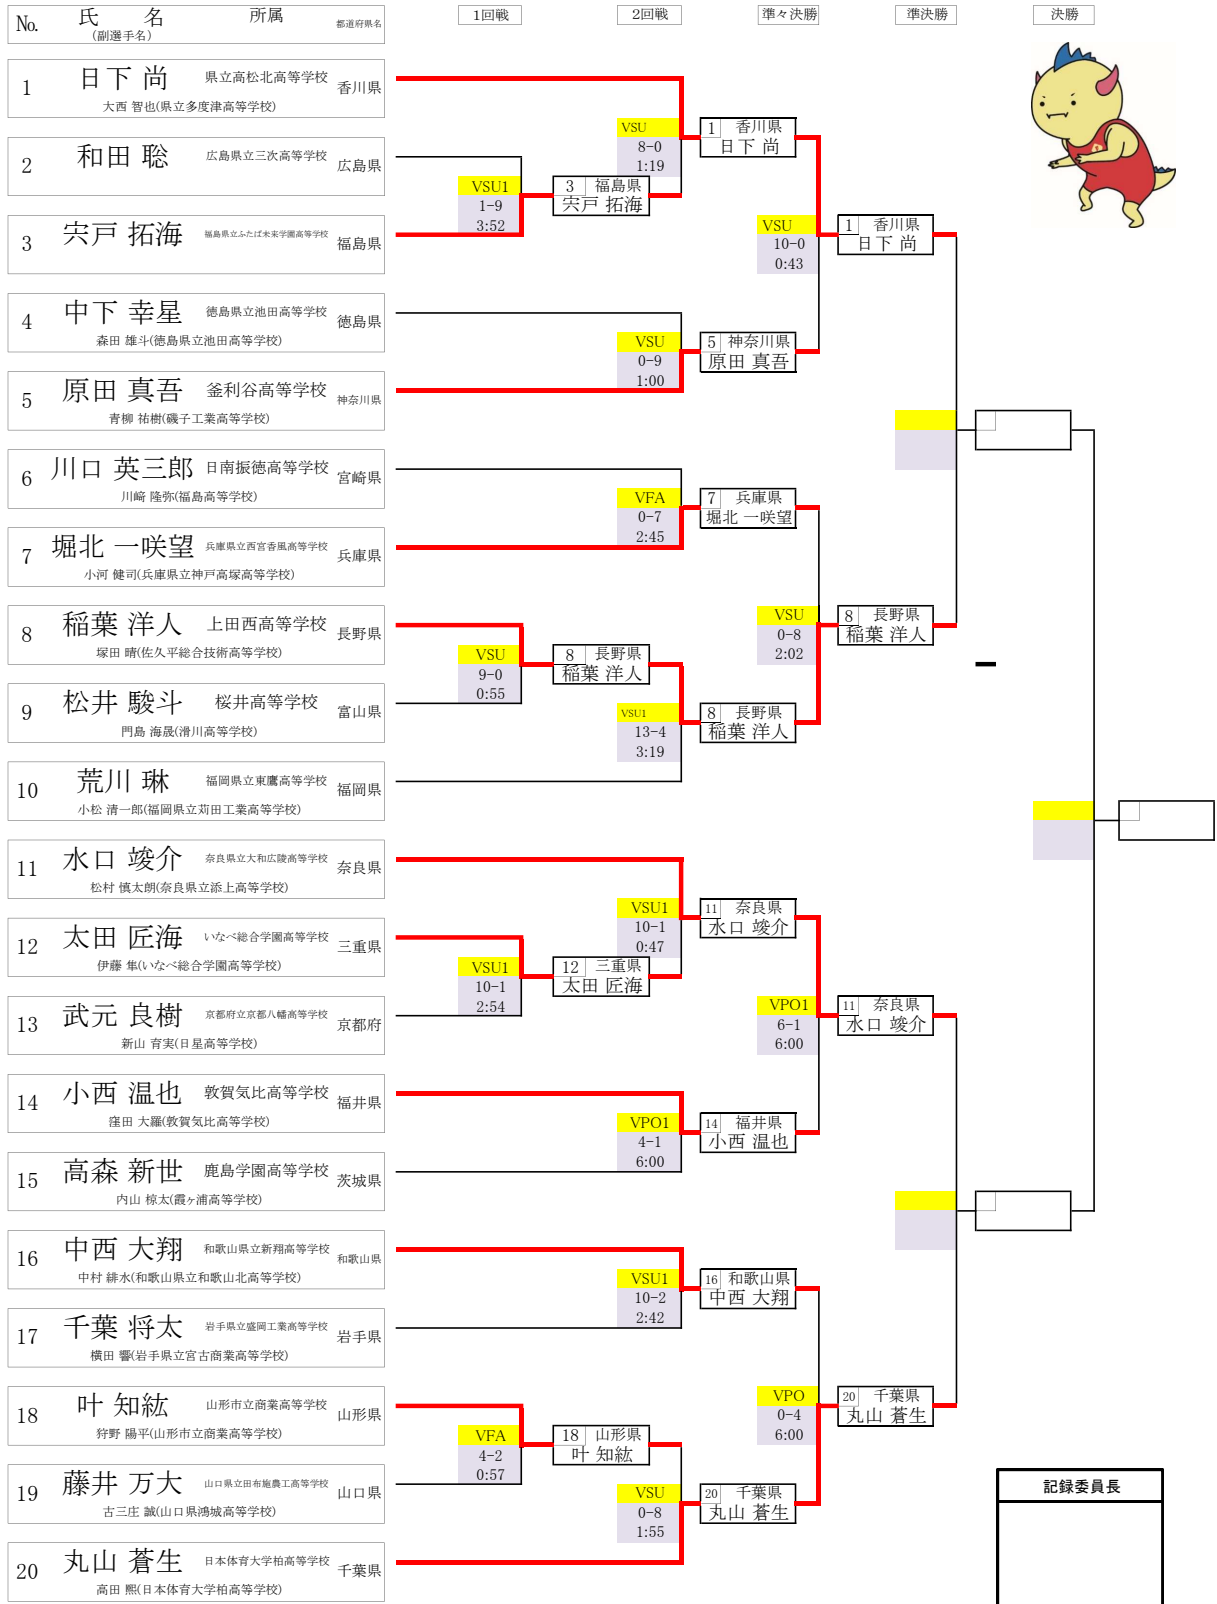 No. 氏 名 所属 都道府県名 1回戦 2回戦 準々決勝 準決勝 決勝
(副選手名)
1 日下 尚 県立高松北高等学校 香川県
大西 智也(県立多度津高等学校)
VSU 1 香川県
8-0 日下 尚
1:19
2 和田 聡 広島県立三次高等学校 広島県
VSU1 3 福島県
1-9 宍戸 拓海
3:52
3 宍戸 拓海 福島県立ふたば未来学園高等学校 福島県
VSU 1 香川県
10-0 日下 尚
0:43
4 中下 幸星 徳島県立池田高等学校 徳島県
森田 雄斗(徳島県立池田高等学校)
VSU 5 神奈川県
0-9 原田 真吾
1:00
5 原田 真吾 釜利谷高等学校 神奈川県
青柳 祐樹(磯子工業高等学校)
6 川口 英三郎 日南振徳高等学校 宮崎県
川﨑 隆弥(福島高等学校)
VFA 7 兵庫県
0-7 堀北 一咲望
2:45
7 堀北 一咲望 兵庫県立西宮香風高等学校 兵庫県
小河 健司(兵庫県立神戸高塚高等学校)
8 稲葉 洋人 上田西高等学校 長野県
塚田 晴(佐久平総合技術高等学校)
VSU 8 長野県
0-8 稲葉 洋人
2:02
VSU 8 長野県
9-0 稲葉 洋人
0:55
9 松井 駿斗 桜井高等学校 富山県
門島 海晟(滑川高等学校)
VSU1 8 長野県
13-4 稲葉 洋人
3:19
10 荒川 琳 福岡県立東鷹高等学校 福岡県
小松 清一郎(福岡県立苅田工業高等学校)
11 水口 竣介 奈良県立大和広陵高等学校 奈良県
松村 慎太朗(奈良県立添上高等学校)
VSU1 11 奈良県
10-1 水口 竣介
0:47
12 太田 匠海 いなべ総合学園高等学校 三重県
伊藤 隼(いなべ総合学園高等学校)
VSU1 12 三重県
10-1 太田 匠海
2:54
13 武元 良樹 京都府立京都八幡高等学校 京都府
新山 育実(日星高等学校)
VPO1 11 奈良県
6-1 水口 竣介
6:00
14 小西 温也 敦賀気比高等学校 福井県
窪田 大羅(敦賀気比高等学校)
VPO1 14 福井県
4-1 小西 温也
6:00
15 高森 新世 鹿島学園高等学校 茨城県
内山 椋太(霞ヶ浦高等学校)
16 中西 大翔 和歌山県立新翔高等学校 和歌山県
中村 緋水(和歌山県立和歌山北高等学校)
VSU1 16 和歌山県
10-2 中西 大翔
2:42
17 千葉 将太 岩手県立盛岡工業高等学校 岩手県
横田 響(岩手県立宮古商業高等学校)
18 叶 知紘 山形市立商業高等学校 山形県
狩野 陽平(山形市立商業高等学校)
VPO 20 千葉県
0-4 丸山 蒼生
6:00
VFA 18 山形県
4-2 叶 知紘
0:57
19 藤井 万大 山口県立田布施農工高等学校 山口県
古三庄 誠(山口県鴻城高等学校)
VSU 20 千葉県
0-8 丸山 蒼生
1:55
20 丸山 蒼生 日本体育大学柏高等学校 千葉県
高田 熙(日本体育大学柏高等学校)
記録委員長